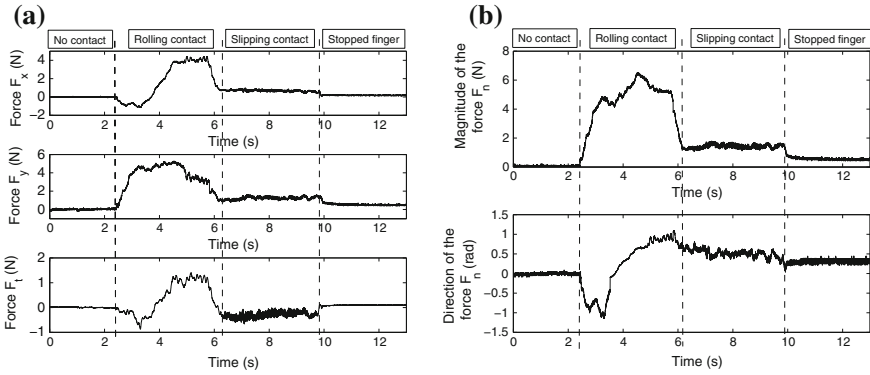 (a)
No contact Rolling contact Slipping contact Stopped finger
Force Fx (N)
4
2
0
−2
0 2 4 6 8 10 12
Time (s)
Force Fy (N)
6
4
2
0
0 2 4 6 8 10 12
Time (s)
Force Ft (N)
2
1
0
−1
0 2 4 6 8 10 12
Time (s)
(b)
No contact Rolling contact Slipping contact Stopped finger
Magnitude of the
force Fn (N)
8
6
4
2
0
0 2 4 6 8 10 12
Time (s)
Direction of the
force Fn (rad)
1.5
1
0.5
0
−0.5
−1
−1.5
0 2 4 6 8 10 12
Time (s)